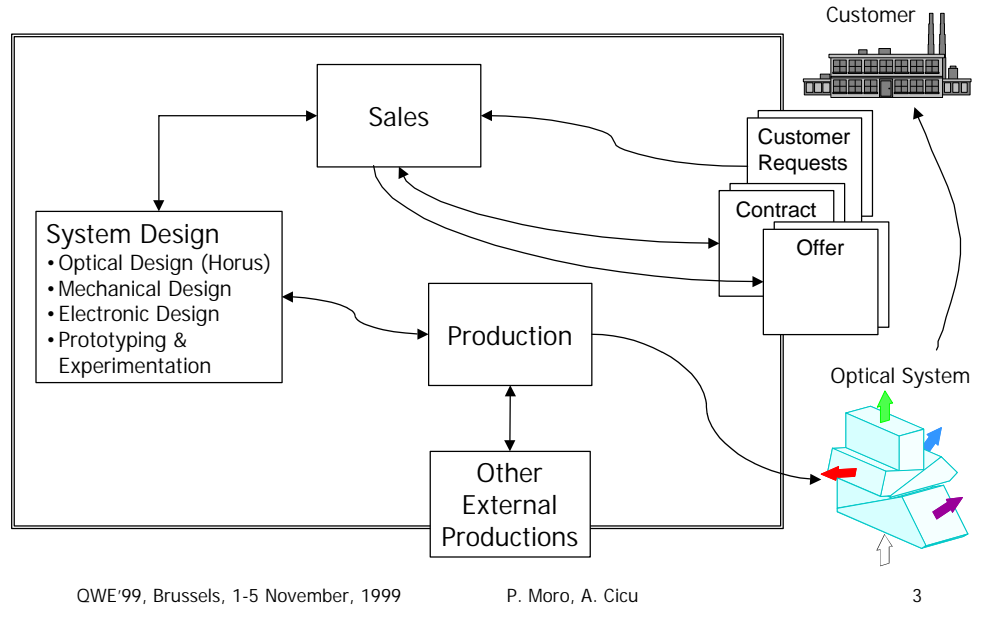 Customer
Sales
Customer
Requests
Contract
Offer
System Design
• Optical Design (Horus)
• Mechanical Design
• Electronic Design
• Prototyping &
Experimentation
Production
Optical System
Other
External
Productions
QWE'99, Brussels, 1-5 November, 1999 P. Moro, A. Cicu 3